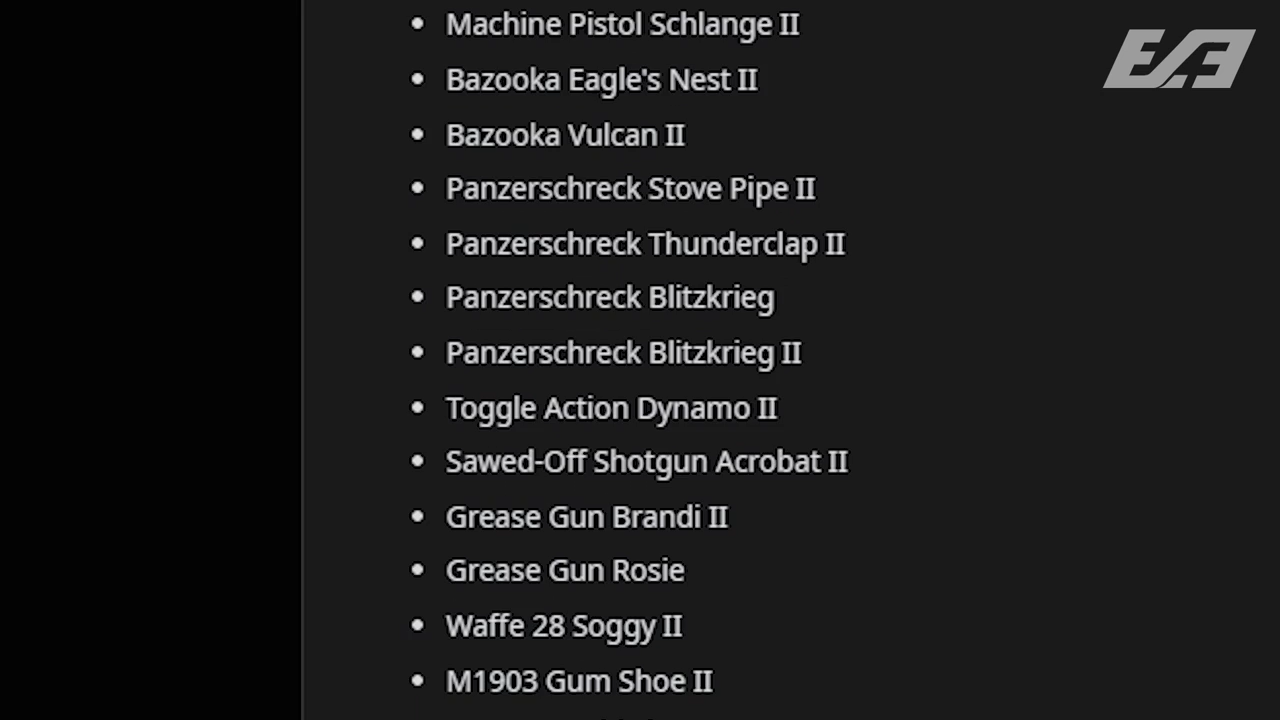 Machine Pistol Schlange II
Bazooka Eagle's Nest II
Bazooka Vulcan II
Panzerschreck Stove Pipe II
Panzerschreck Thunderclap II
Panzerschreck Blitzkrieg
Panzerschreck Blitzkrieg II
Toggle Action Dynamo II
Sawed-Off Shotgun Acrobat II
Grease Gun Brandi II
Grease Gun Rosie
Waffe 28 Soggy II
M1903 Gum Shoe II